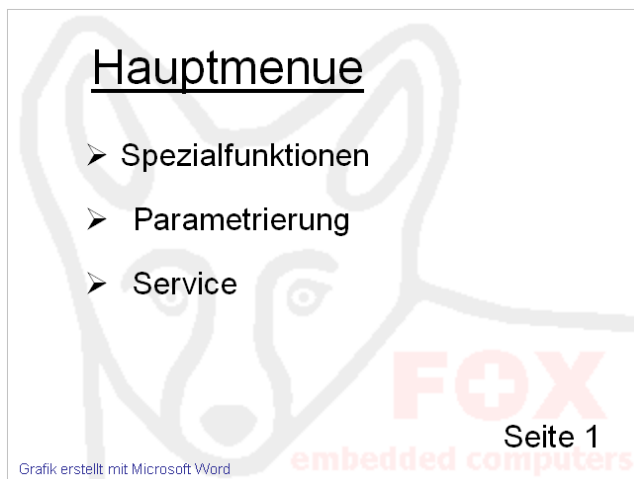 Hauptmenue
➢ Spezialfunktionen
➢ Parametrierung
➢ Service
FOX
Seite 1
embedded computers
Grafik erstellt mit Microsoft Word